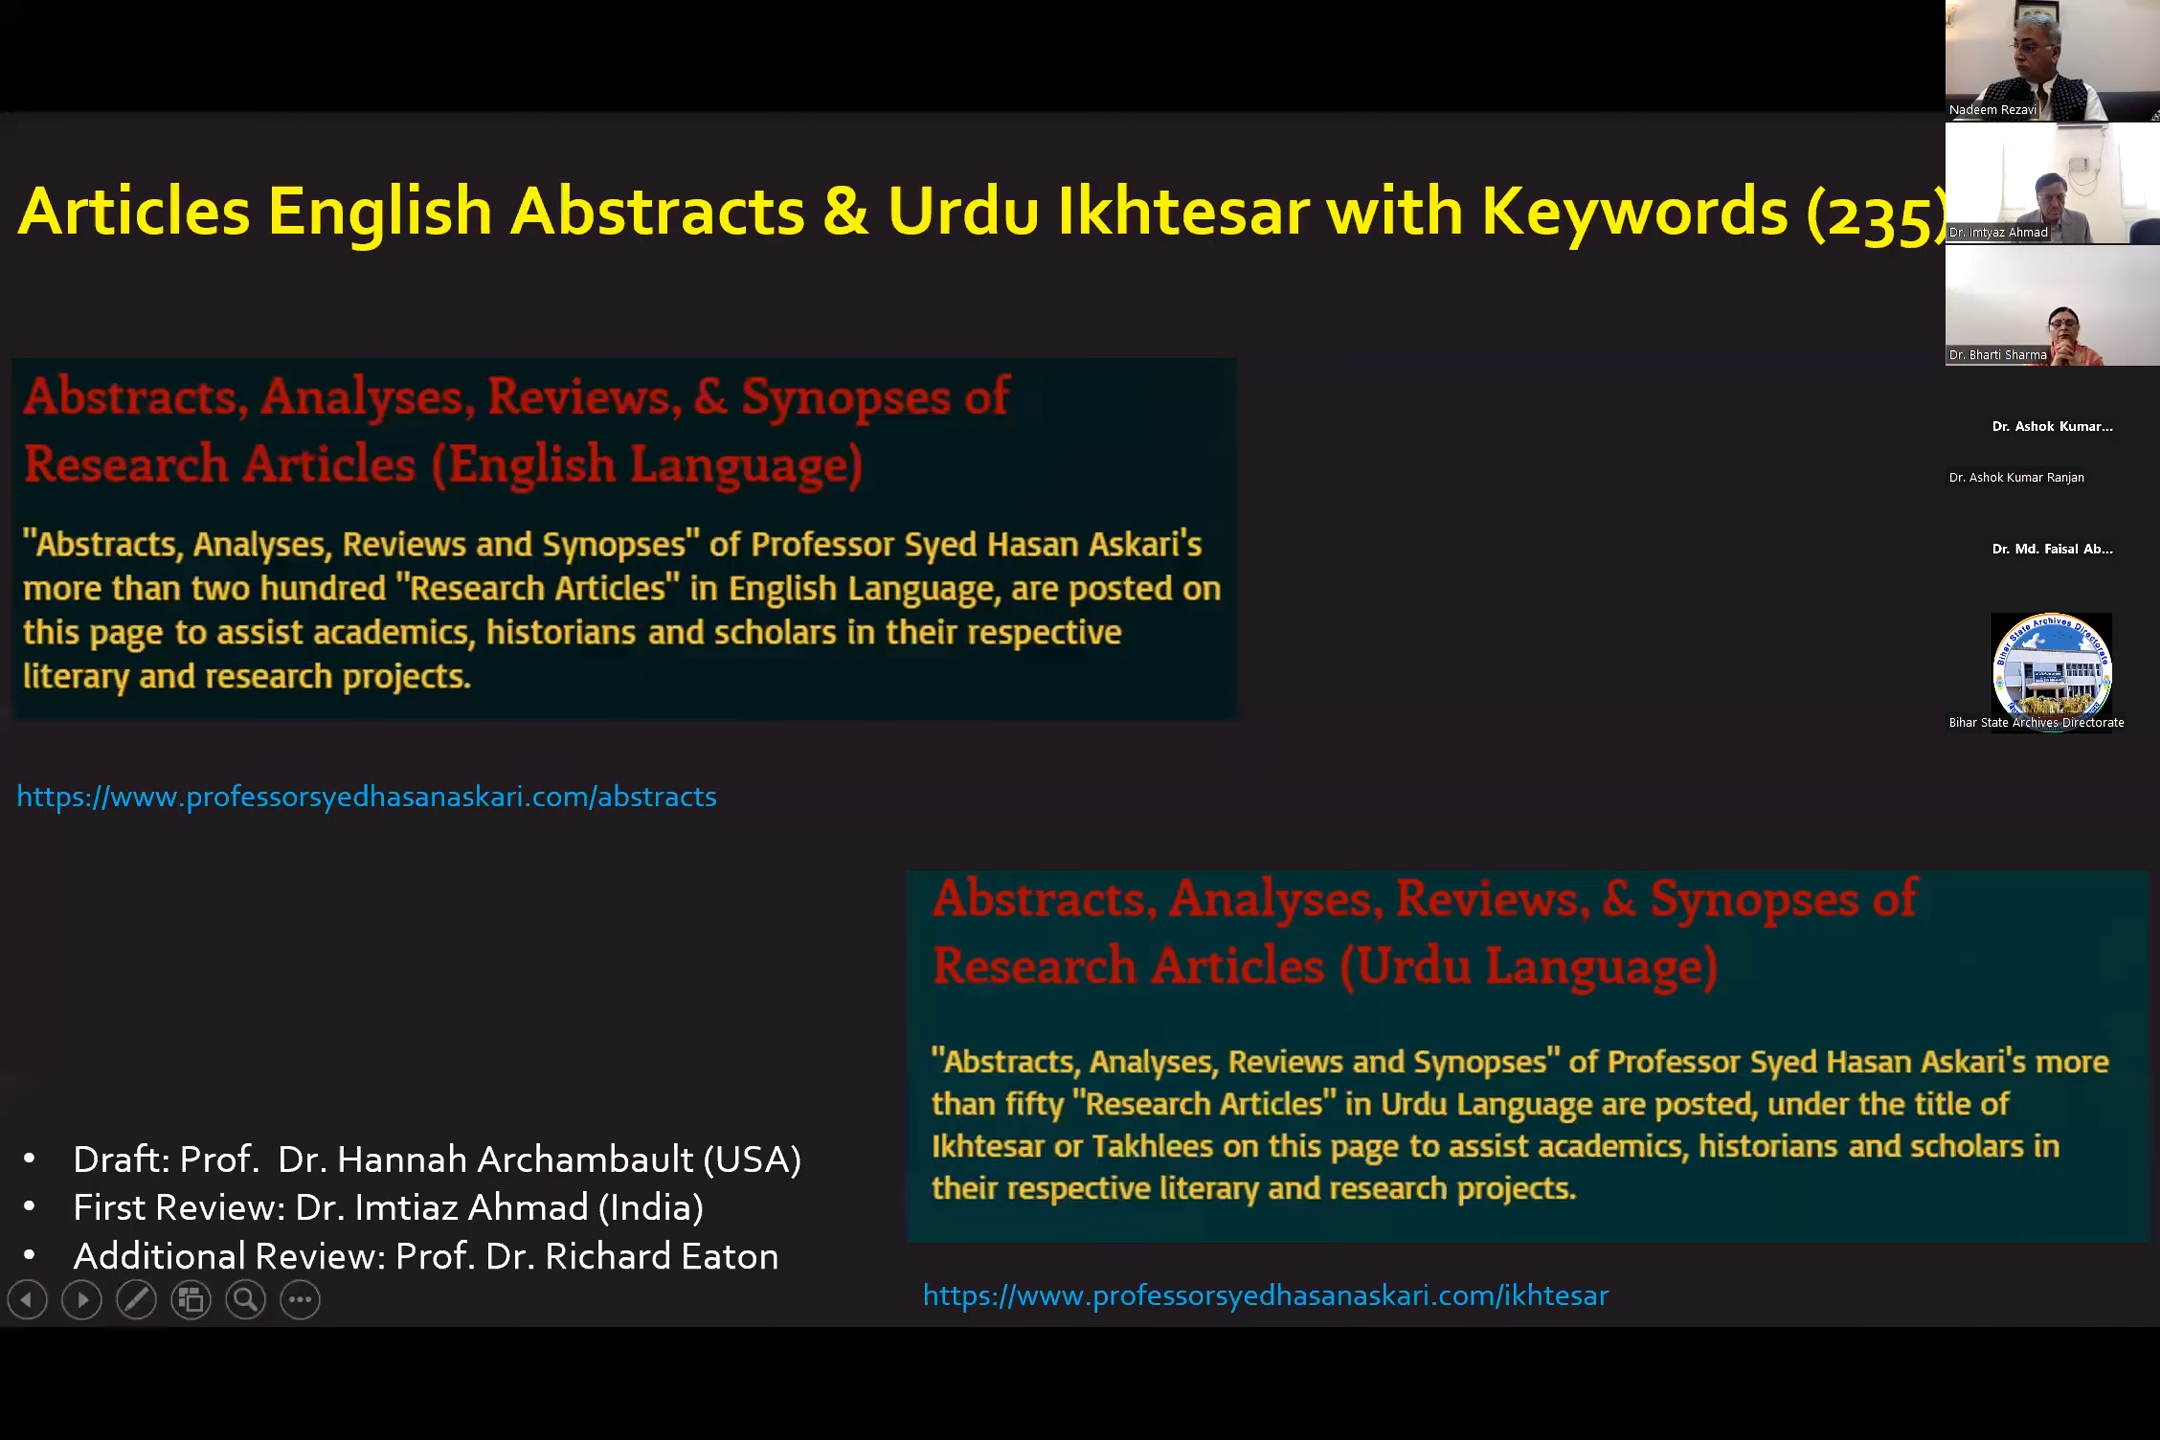 Articles English Abstracts & Urdu Ikhtesar with Keywords (235)
Abstracts, Analyses, Reviews, & Synopses of
Research Articles (English Language)
"Abstracts, Analyses, Reviews and Synopses" of Professor Syed Hasan Askari's
more than two hundred "Research Articles" in English Language, are posted on
this page to assist academics, historians and scholars in their respective
literary and research projects.
https://www.professorsyedhasanaskari.com/abstracts
Abstracts, Analyses, Reviews, & Synopses of
Research Articles (Urdu Language)
"Abstracts, Analyses, Reviews and Synopses" of Professor Syed Hasan Askari's more
than fifty "Research Articles" in Urdu Language are posted, under the title of
Ikhtesar or Takhlees on this page to assist academics, historians and scholars in
their respective literary and research projects.
https://www.professorsyedhasanaskari.com/ikhtesar
• Draft: Prof. Dr. Hannah Archambault (USA)
• First Review: Dr. Imtiaz Ahmad (India)
• Additional Review: Prof. Dr. Richard Eaton
Nadeem Rezavi
Dr. Imtyaz Ahmad
Dr. Bharti Sharma
Dr. Ashok Kumar...
Dr. Ashok Kumar Ranjan
Dr. Md. Faisal Ab...
Bihar State Archives Directorate
Bihar State Archives Directorate